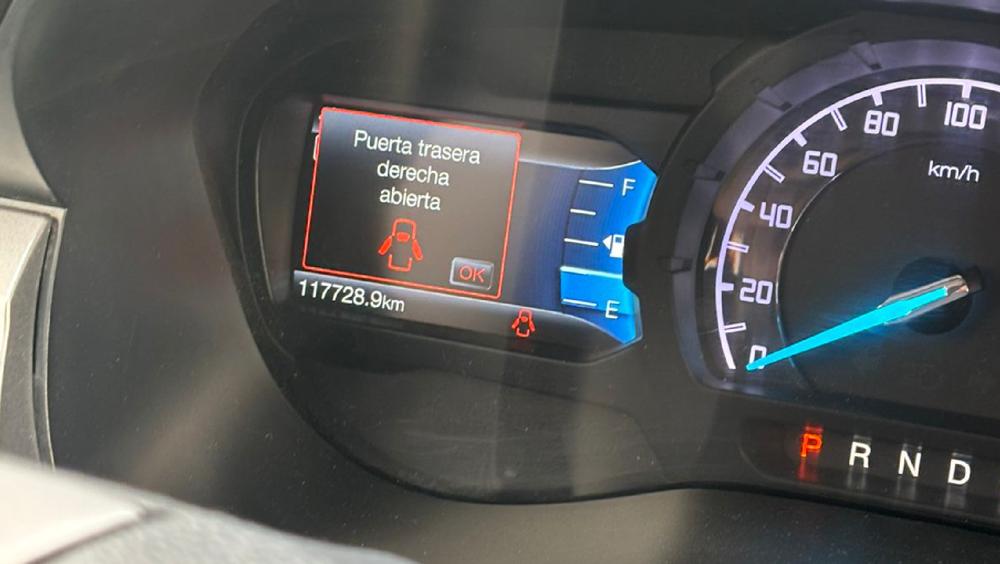 Puerta trasera
derecha
abierta
OK
117728.9km
F
E
0
20
40
60
80
100
km/h
P R N D